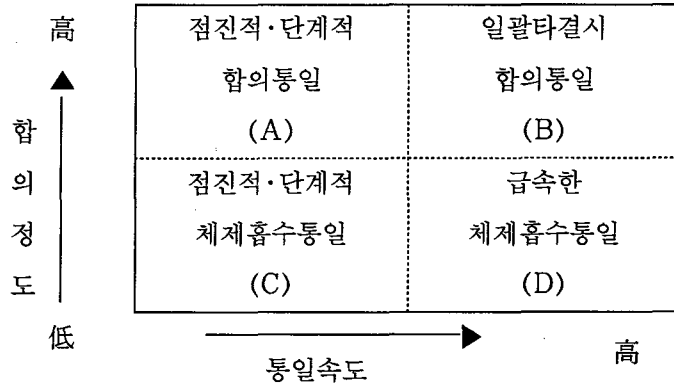 高
합
의
정
도
低
점진적·단계적
합의통일
(A)
일괄타결시
합의통일
(B)
점진적·단계적
체제흡수통일
(C)
급속한
체제흡수통일
(D)
통일속도
高